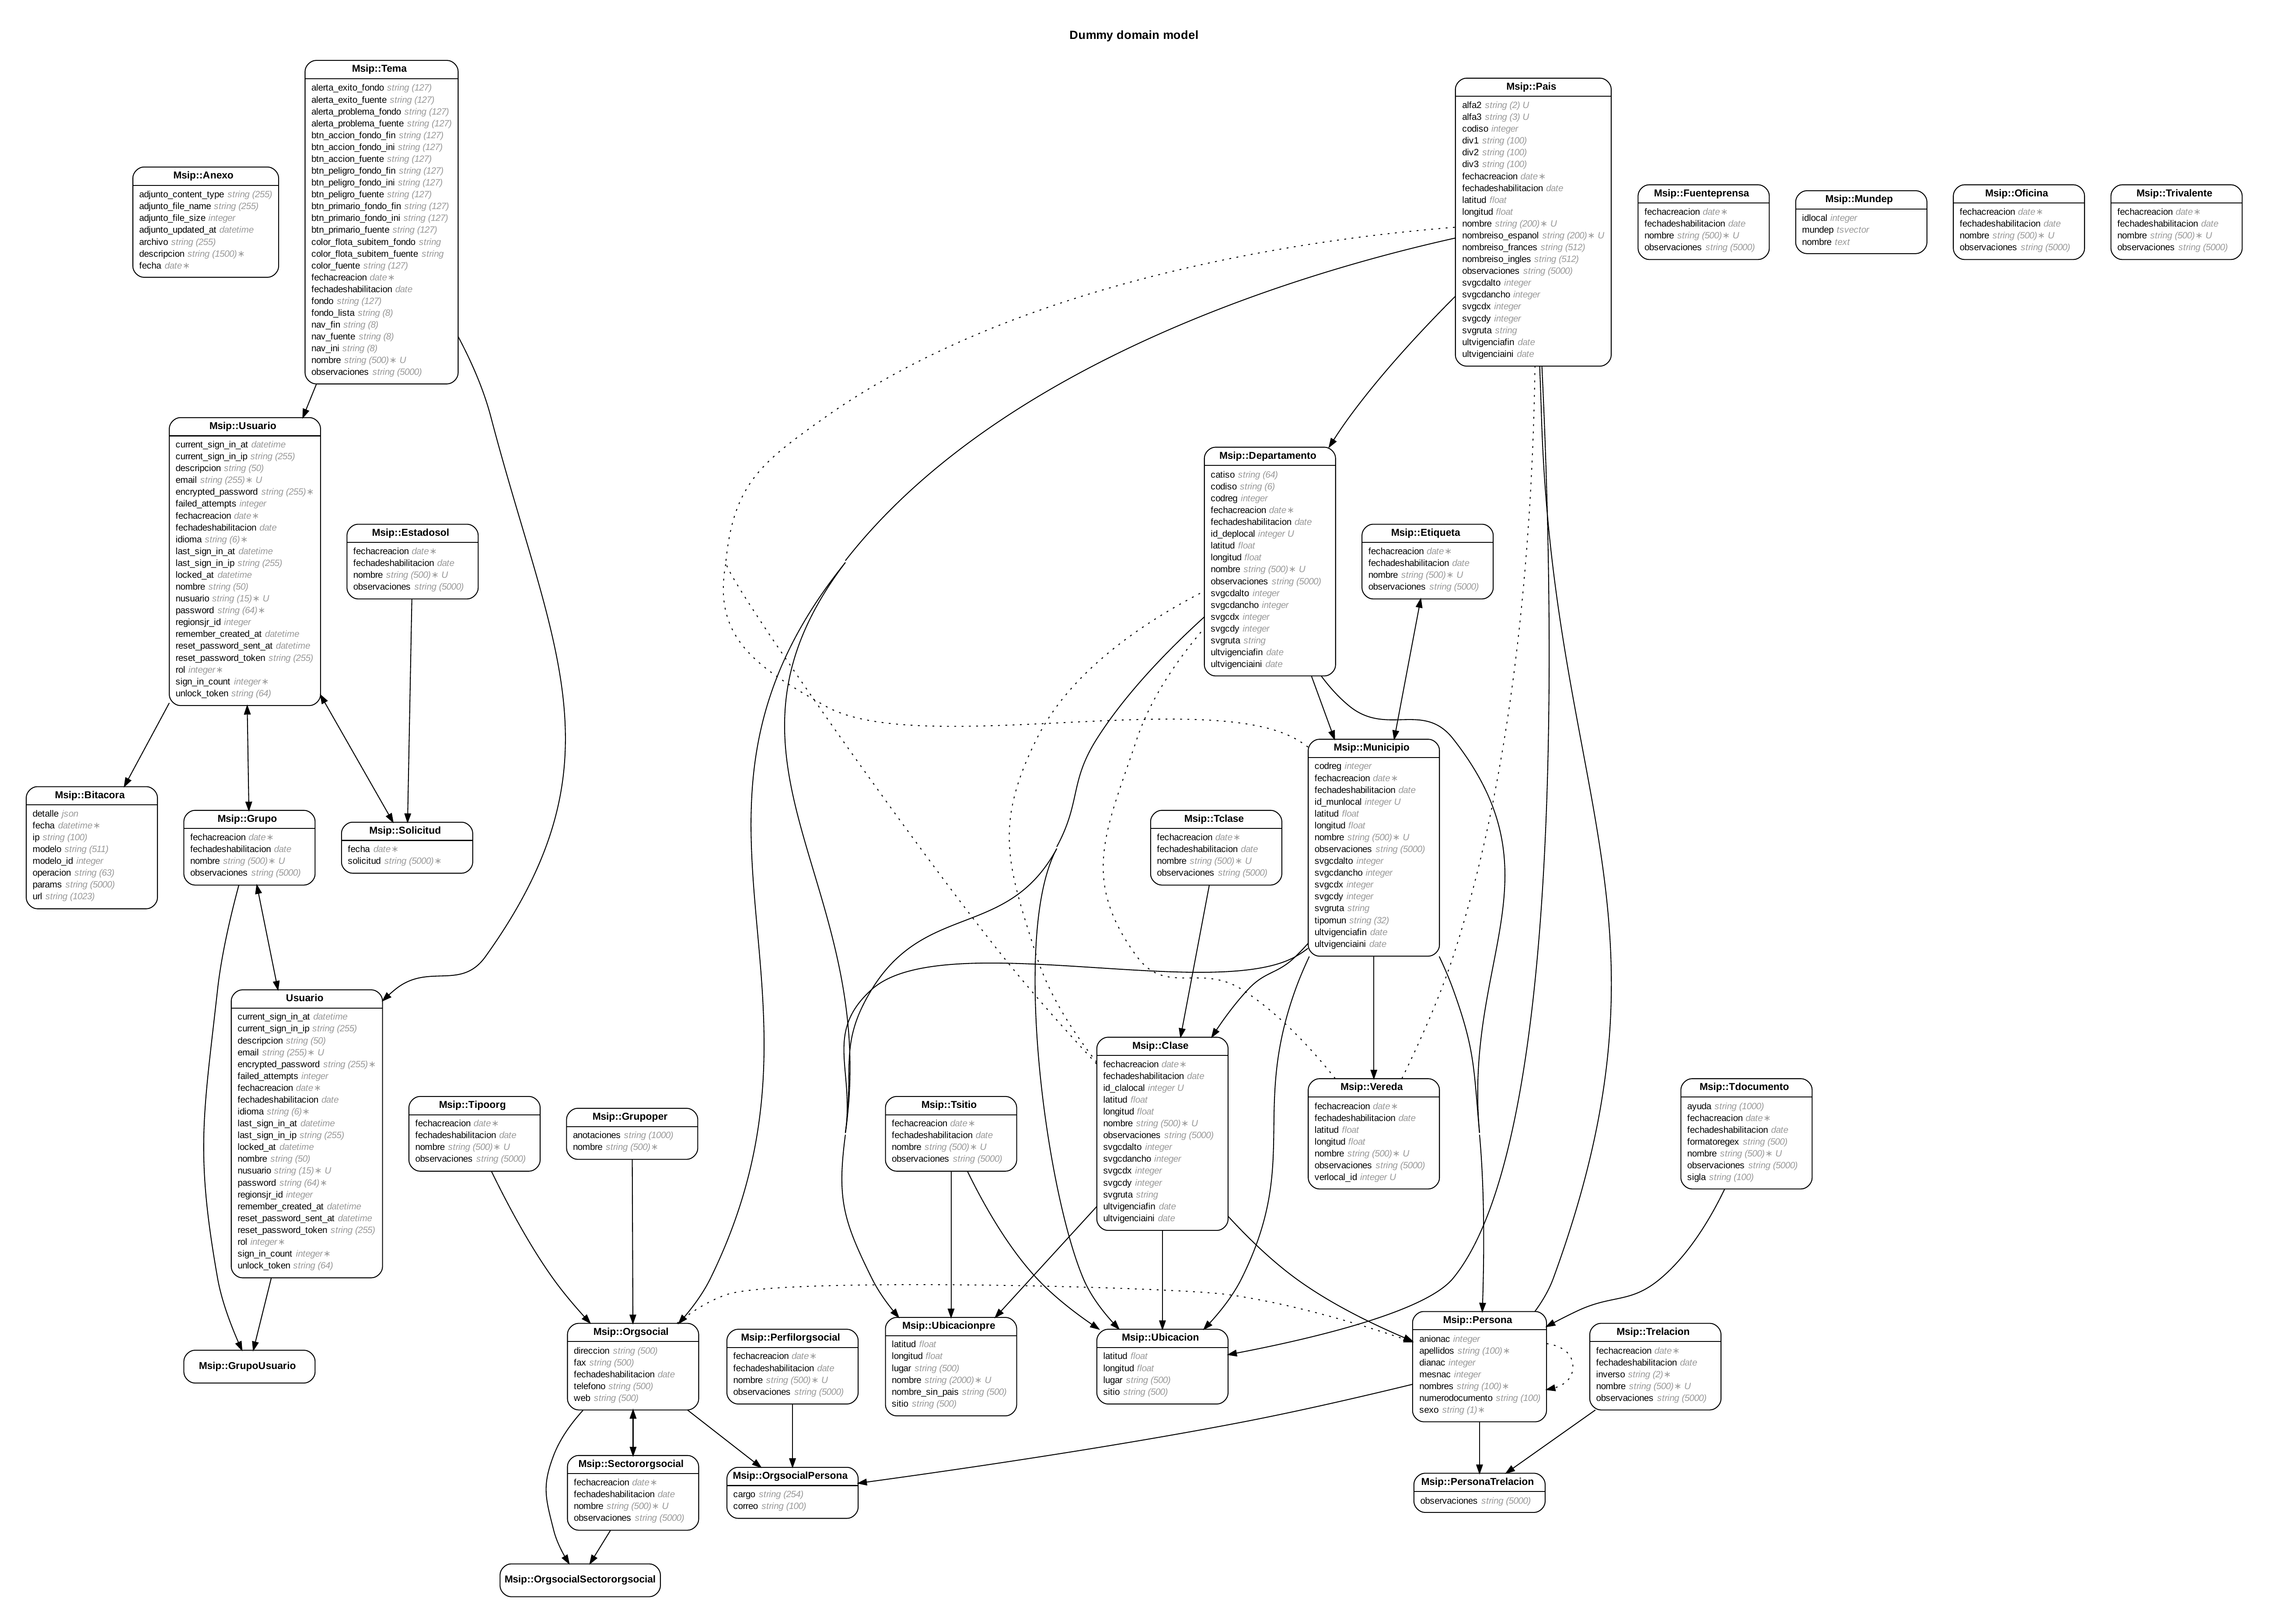 Dummy domain model
Msip::Tema
alerta_exito_fondo string (127)
alerta_exito_fuente string (127)
alerta_problema_fondo string (127)
alerta_problema_fuente string (127)
btn_accion_fondo_fin string (127)
btn_accion_fondo_ini string (127)
btn_accion_fuente string (127)
btn_peligro_fondo_fin string (127)
btn_peligro_fondo_ini string (127)
btn_peligro_fuente string (127)
btn_primario_fondo_fin string (127)
btn_primario_fondo_ini string (127)
btn_primario_fuente string (127)
color_flota_subitem_fondo string
color_flota_subitem_fuente string
color_fuente string (127)
fechacreacion date∗
fechadeshabilitacion date
fondo string (127)
fondo_lista string (8)
nav_fin string (8)
nav_fuente string (8)
nav_ini string (8)
nombre string (500)∗ U
observaciones string (5000)
Msip::Pais
alfa2 string (2) U
alfa3 string (3) U
codiso integer
div1 string (100)
div2 string (100)
div3 string (100)
fechacreacion date∗
fechadeshabilitacion date
latitud float
longitud float
nombre string (200)∗ U
nombreiso_espanol string (200)∗ U
nombreiso_frances string (512)
nombreiso_ingles string (512)
observaciones string (5000)
svgcdalto integer
svgcdancho integer
svgcdx integer
svgcdy integer
svgruta string
ultvigenciafin date
ultvigenciaini date
Msip::Anexo
adjunto_content_type string (255)
adjunto_file_name string (255)
adjunto_file_size integer
adjunto_updated_at datetime
archivo string (255)
descripcion string (1500)∗
fecha date∗
Msip::Fuenteprensa
fechacreacion date∗
fechadeshabilitacion date
nombre string (500)∗ U
observaciones string (5000)
Msip::Mundep
idlocal integer
mundep tsvector
nombre text
Msip::Oficina
fechacreacion date∗
fechadeshabilitacion date
nombre string (500)∗ U
observaciones string (5000)
Msip::Trivalente
fechacreacion date∗
fechadeshabilitacion date
nombre string (500)∗ U
observaciones string (5000)
Msip::Usuario
current_sign_in_at datetime
current_sign_in_ip string (255)
descripcion string (50)
email string (255)∗ U
encrypted_password string (255)∗
failed_attempts integer
fechacreacion date∗
fechadeshabilitacion date
idioma string (6)∗
last_sign_in_at datetime
last_sign_in_ip string (255)
locked_at datetime
nombre string (50)
nusuario string (15)∗ U
password string (64)∗
regionsjr_id integer
remember_created_at datetime
reset_password_sent_at datetime
reset_password_token string (255)
rol integer∗
sign_in_count integer∗
unlock_token string (64)
Msip::Estadosol
fechacreacion date∗
fechadeshabilitacion date
nombre string (500)∗ U
observaciones string (5000)
Msip::Departamento
catiso string (64)
codiso string (6)
codreg integer
fechacreacion date∗
fechadeshabilitacion date
id_deplocal integer U
latitud float
longitud float
nombre string (500)∗ U
observaciones string (5000)
svgcdalto integer
svgcdancho integer
svgcdx integer
svgcdy integer
svgruta string
ultvigenciafin date
ultvigenciaini date
Msip::Etiqueta
fechacreacion date∗
fechadeshabilitacion date
nombre string (500)∗ U
observaciones string (5000)
Msip::Municipio
codreg integer
fechacreacion date∗
fechadeshabilitacion date
id_munlocal integer U
latitud float
longitud float
nombre string (500)∗ U
observaciones string (5000)
svgcdalto integer
svgcdancho integer
svgcdx integer
svgcdy integer
svgruta string
tipomun string (32)
ultvigenciafin date
ultvigenciaini date
Msip::Bitacora
detalle json
fecha datetime∗
ip string (100)
modelo string (511)
modelo_id integer
operacion string (63)
params string (5000)
url string (1023)
Msip::Grupo
fechacreacion date∗
fechadeshabilitacion date
nombre string (500)∗ U
observaciones string (5000)
Msip::Solicitud
fecha date∗
solicitud string (5000)∗
Msip::Tclase
fechacreacion date∗
fechadeshabilitacion date
nombre string (500)∗ U
observaciones string (5000)
Usuario
current_sign_in_at datetime
current_sign_in_ip string (255)
descripcion string (50)
email string (255)∗ U
encrypted_password string (255)∗
failed_attempts integer
fechacreacion date∗
fechadeshabilitacion date
idioma string (6)∗
last_sign_in_at datetime
last_sign_in_ip string (255)
locked_at datetime
nombre string (50)
nusuario string (15)∗ U
password string (64)∗
regionsjr_id integer
remember_created_at datetime
reset_password_sent_at datetime
reset_password_token string (255)
rol integer∗
sign_in_count integer∗
unlock_token string (64)
Msip::Tipoorg
fechacreacion date∗
fechadeshabilitacion date
nombre string (500)∗ U
observaciones string (5000)
Msip::Grupoper
anotaciones string (1000)
nombre string (500)∗
Msip::Tsitio
fechacreacion date∗
fechadeshabilitacion date
nombre string (500)∗ U
observaciones string (5000)
Msip::Clase
fechacreacion date∗
fechadeshabilitacion date
id_clalocal integer U
latitud float
longitud float
nombre string (500)∗ U
observaciones string (5000)
svgcdalto integer
svgcdancho integer
svgcdx integer
svgcdy integer
svgruta string
ultvigenciafin date
ultvigenciaini date
Msip::Vereda
fechacreacion date∗
fechadeshabilitacion date
latitud float
longitud float
nombre string (500)∗ U
observaciones string (5000)
verlocal_id integer U
Msip::Tdocumento
ayuda string (1000)
fechacreacion date∗
fechadeshabilitacion date
formatoregex string (500)
nombre string (500)∗ U
observaciones string (5000)
sigla string (100)
Msip::GrupoUsuario
Msip::Orgsocial
direccion string (500)
fax string (500)
fechadeshabilitacion date
telefono string (500)
web string (500)
Msip::Perfilorgsocial
fechacreacion date∗
fechadeshabilitacion date
nombre string (500)∗ U
observaciones string (5000)
Msip::Ubicacionpre
latitud float
longitud float
lugar string (500)
nombre string (2000)∗ U
nombre_sin_pais string (500)
sitio string (500)
Msip::Ubicacion
latitud float
longitud float
lugar string (500)
sitio string (500)
Msip::Persona
anionac integer
apellidos string (100)∗
dianac integer
mesnac integer
nombres string (100)∗
numerodocumento string (100)
sexo string (1)∗
Msip::Trelacion
fechacreacion date∗
fechadeshabilitacion date
inverso string (2)∗
nombre string (500)∗ U
observaciones string (5000)
Msip::Sectororgsocial
fechacreacion date∗
fechadeshabilitacion date
nombre string (500)∗ U
observaciones string (5000)
Msip::OrgsocialPersona
cargo string (254)
correo string (100)
Msip::PersonaTrelacion
observaciones string (5000)
Msip::OrgsocialSectororgsocial